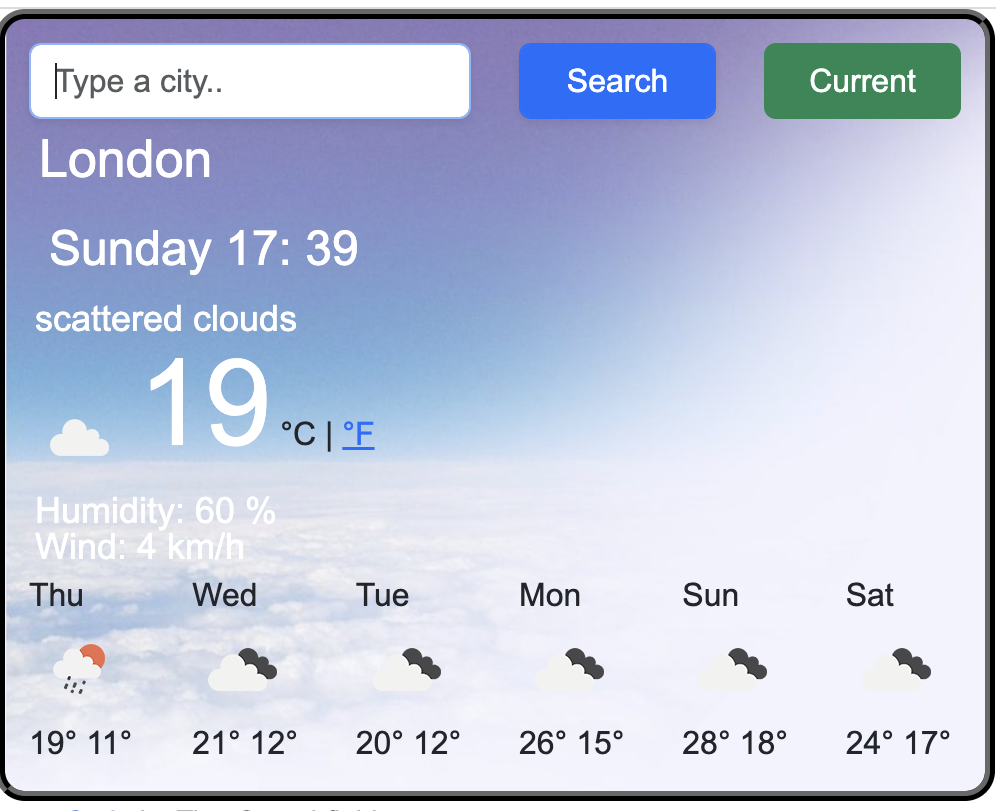 Type a city.. Search Current
London
Sunday 17: 39
scattered clouds
19 °C | °F
Humidity: 60 %
Wind: 4 km/h
Thu Wed Tue Mon Sun Sat
19° 11° 21° 12° 20° 12° 26° 15° 28° 18° 24° 17°